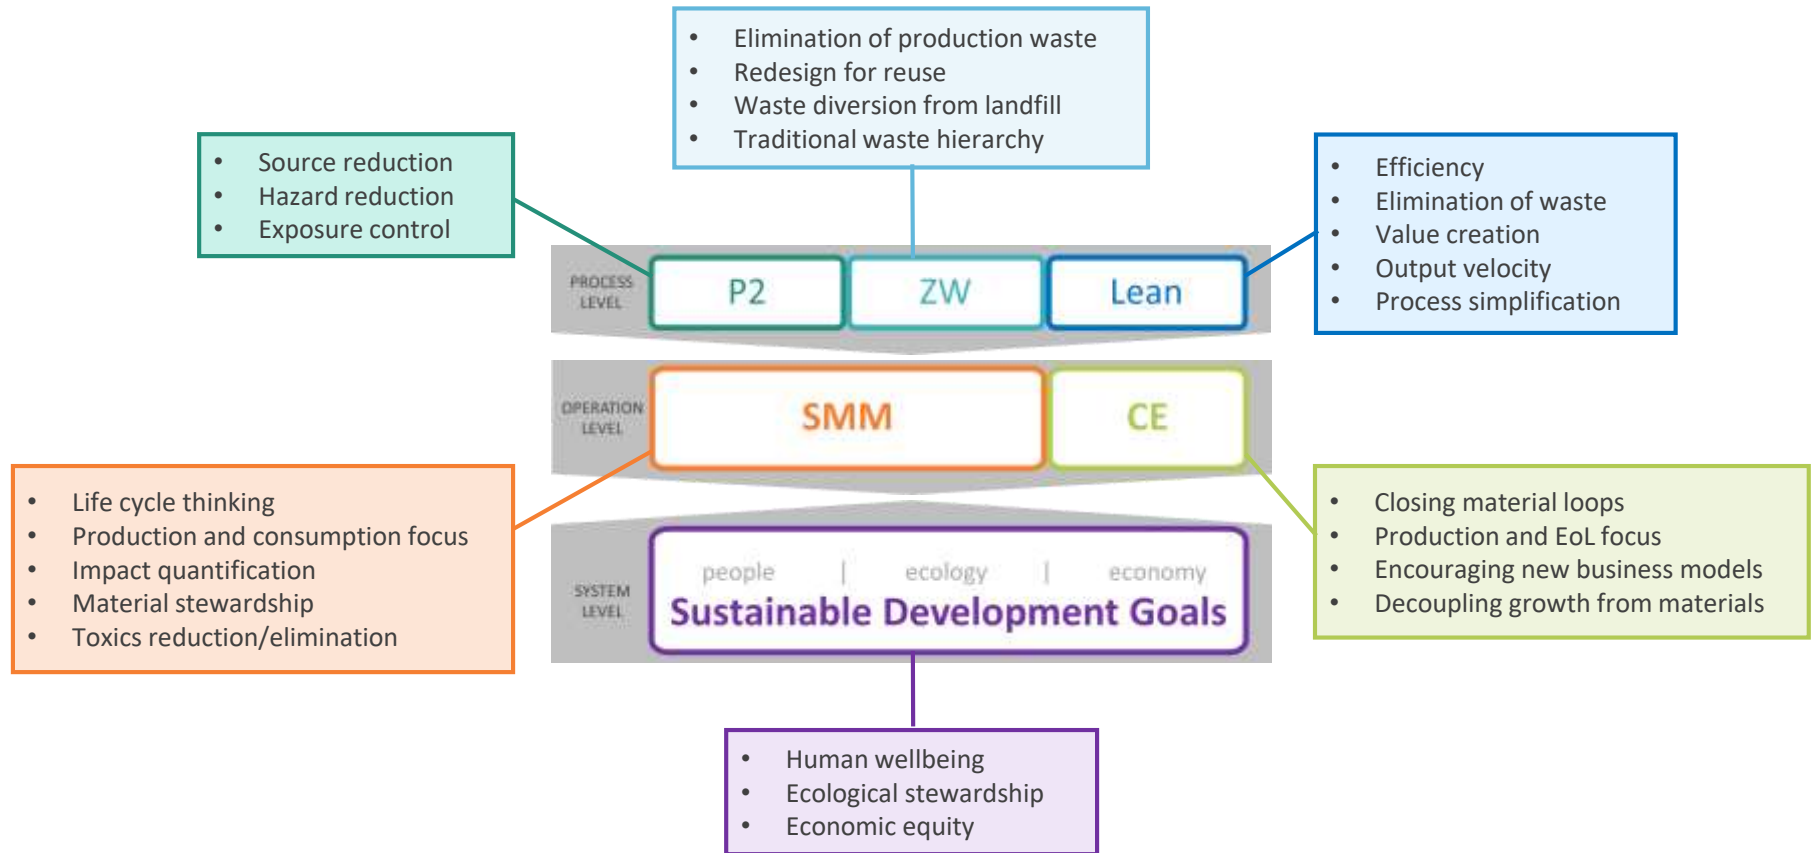 • Elimination of production waste
• Redesign for reuse
• Waste diversion from landfill
• Traditional waste hierarchy
• Source reduction
• Hazard reduction
• Exposure control
• Efficiency
• Elimination of waste
• Value creation
• Output velocity
• Process simplification
PROCESS
LEVEL
P2
ZW
Lean
OPERATION
LEVEL
SMM
CE
• Life cycle thinking
• Production and consumption focus
• Impact quantification
• Material stewardship
• Toxics reduction/elimination
• Closing material loops
• Production and EoL focus
• Encouraging new business models
• Decoupling growth from materials
SYSTEM
LEVEL
people | ecology | economy
Sustainable Development Goals
• Human wellbeing
• Ecological stewardship
• Economic equity